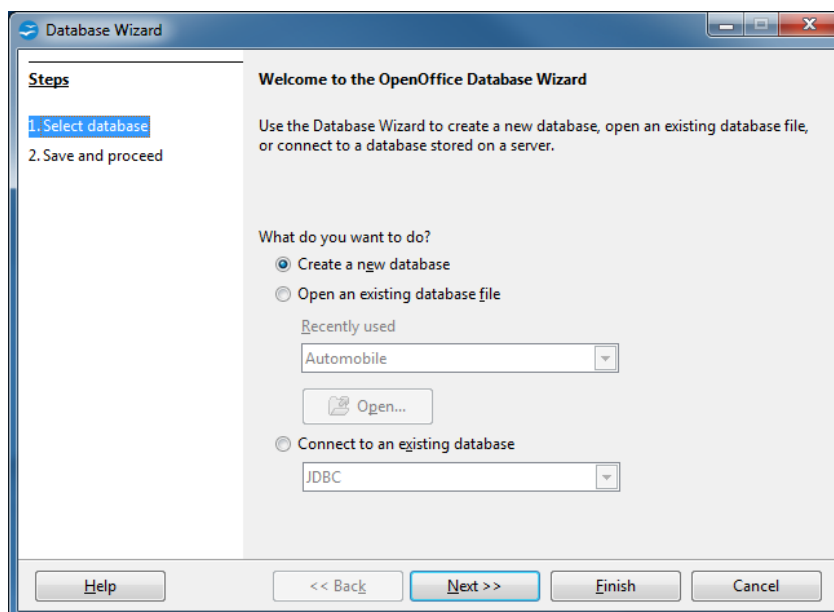 Database Wizard
Steps
1. Select database
2. Save and proceed
Welcome to the OpenOffice Database Wizard
Use the Database Wizard to create a new database, open an existing database file,
or connect to a database stored on a server.
What do you want to do?
Create a new database
Open an existing database file
Recently used
Automobile
Open...
Connect to an existing database
JDBC
Help
<< Back
Next >>
Finish
Cancel